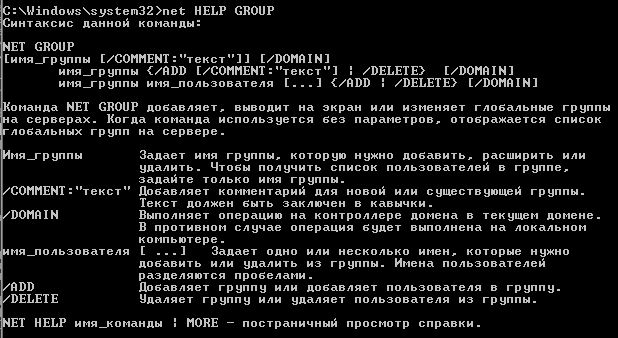 C:\Windows\system32>net HELP GROUP
Синтаксис данной команды:
NET GROUP
[имя_группы [/COMMENT:"текст"]] [/DOMAIN]
имя_группы {/ADD [/COMMENT:"текст"] ¦ /DELETE} [/DOMAIN]
имя_группы имя_пользователя [...] {/ADD ¦ /DELETE} [/DOMAIN]
Команда NET GROUP добавляет, выводит на экран или изменяет глобальные группы
на серверах. Когда команда используется без параметров, отображается список
глобальных групп на сервере.
Имя_группы Задает имя группы, которую нужно добавить, расширить или
удалить. Чтобы получить список пользователей в группе,
задайте только имя группы.
/COMMENT:"текст" Добавляет комментарий для новой или существующей группы.
Текст должен быть заключен в кавычки.
/DOMAIN Выполняет операцию на контроллере домена в текущем домене.
В противном случае операция будет выполнена на локальном
компьютере.
имя_пользователя [ ...] Задает одно или несколько имен, которые нужно
добавить или удалить из группы. Имена пользователей
разделяются пробелами.
/ADD Добавляет группу или добавляет пользователя в группу.
/DELETE Удаляет группу или удаляет пользователя из группы.
NET HELP имя_команды ¦ MORE – постраничный просмотр справки.